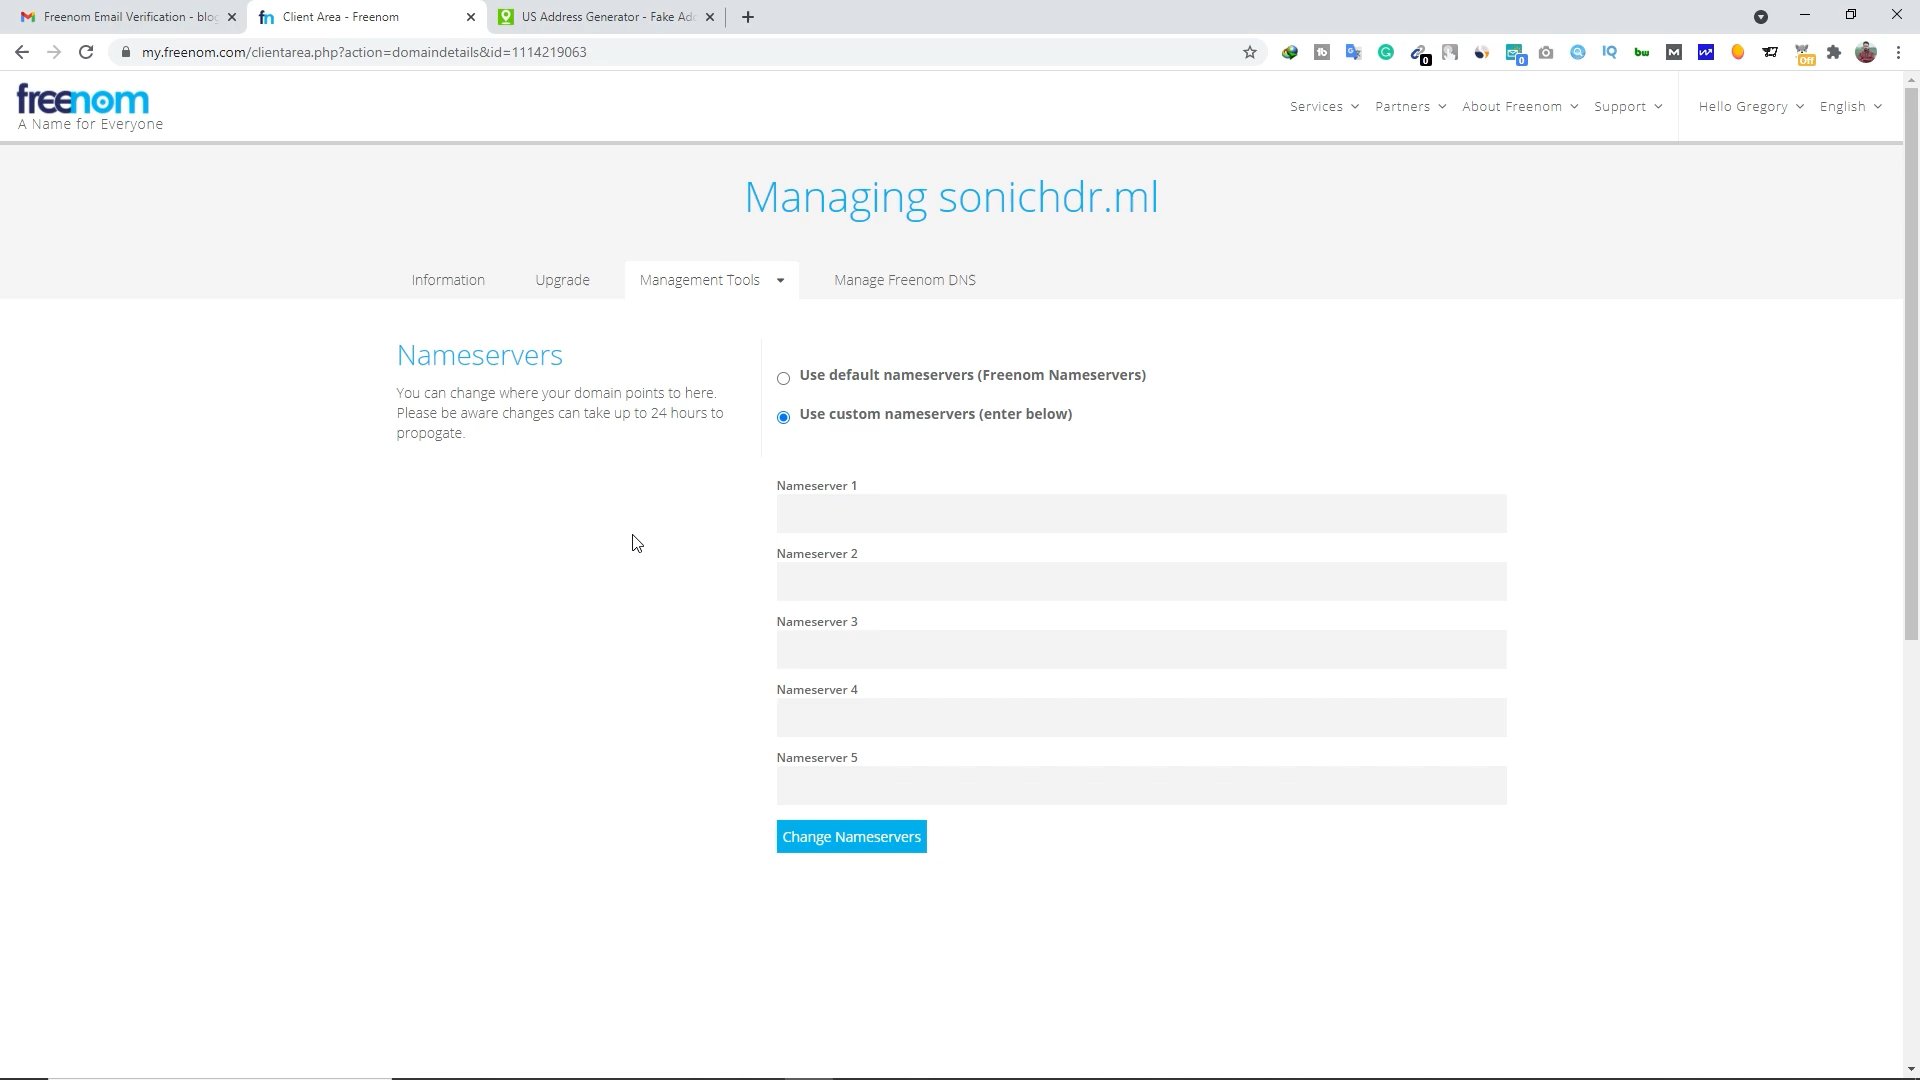 Freenom Email Verification - blog
Client Area - Freenom
US Address Generator - Fake Ad
my.freenom.com/clientarea.php?action=domaindetails&id=1114219063
freenom
A Name for Everyone
Services
Partners
About Freenom
Support
Hello Gregory
English
Managing sonichdr.ml
Information
Upgrade
Management Tools
Manage Freenom DNS
Nameservers
You can change where your domain points to here.
Please be aware changes can take up to 24 hours to
propogate.
Use default nameservers (Freenom Nameservers)
Use custom nameservers (enter below)
Nameserver 1
Nameserver 2
Nameserver 3
Nameserver 4
Nameserver 5
Change Nameservers